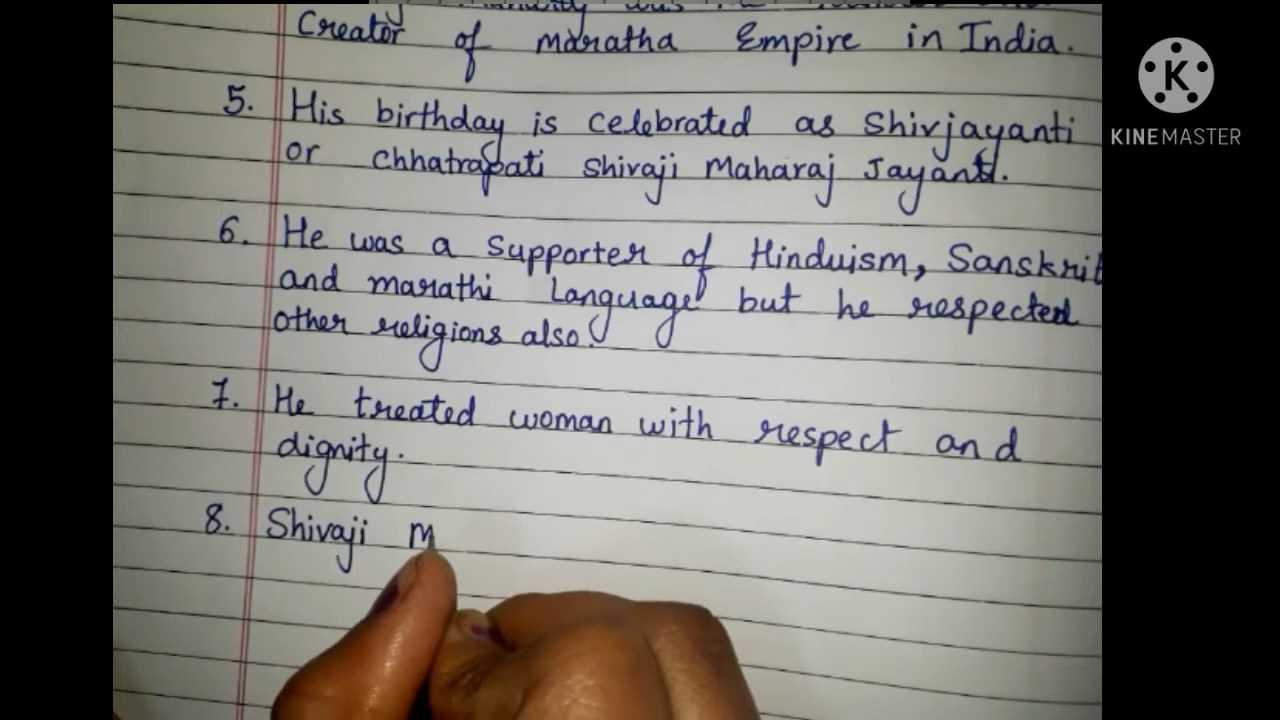 was
Creator of maratha Empire in India.
5. His birthday is celebrated as Shivjayanti
or Chhatrapati Shivaji Maharaj Jayanti.
6. He was a supporter of Hinduism, Sanskrit
and marathi Language but he respected
other religions also.
7. He treated woman with respect and
dignity.
8. Shivaji M
K
KINEMASTER